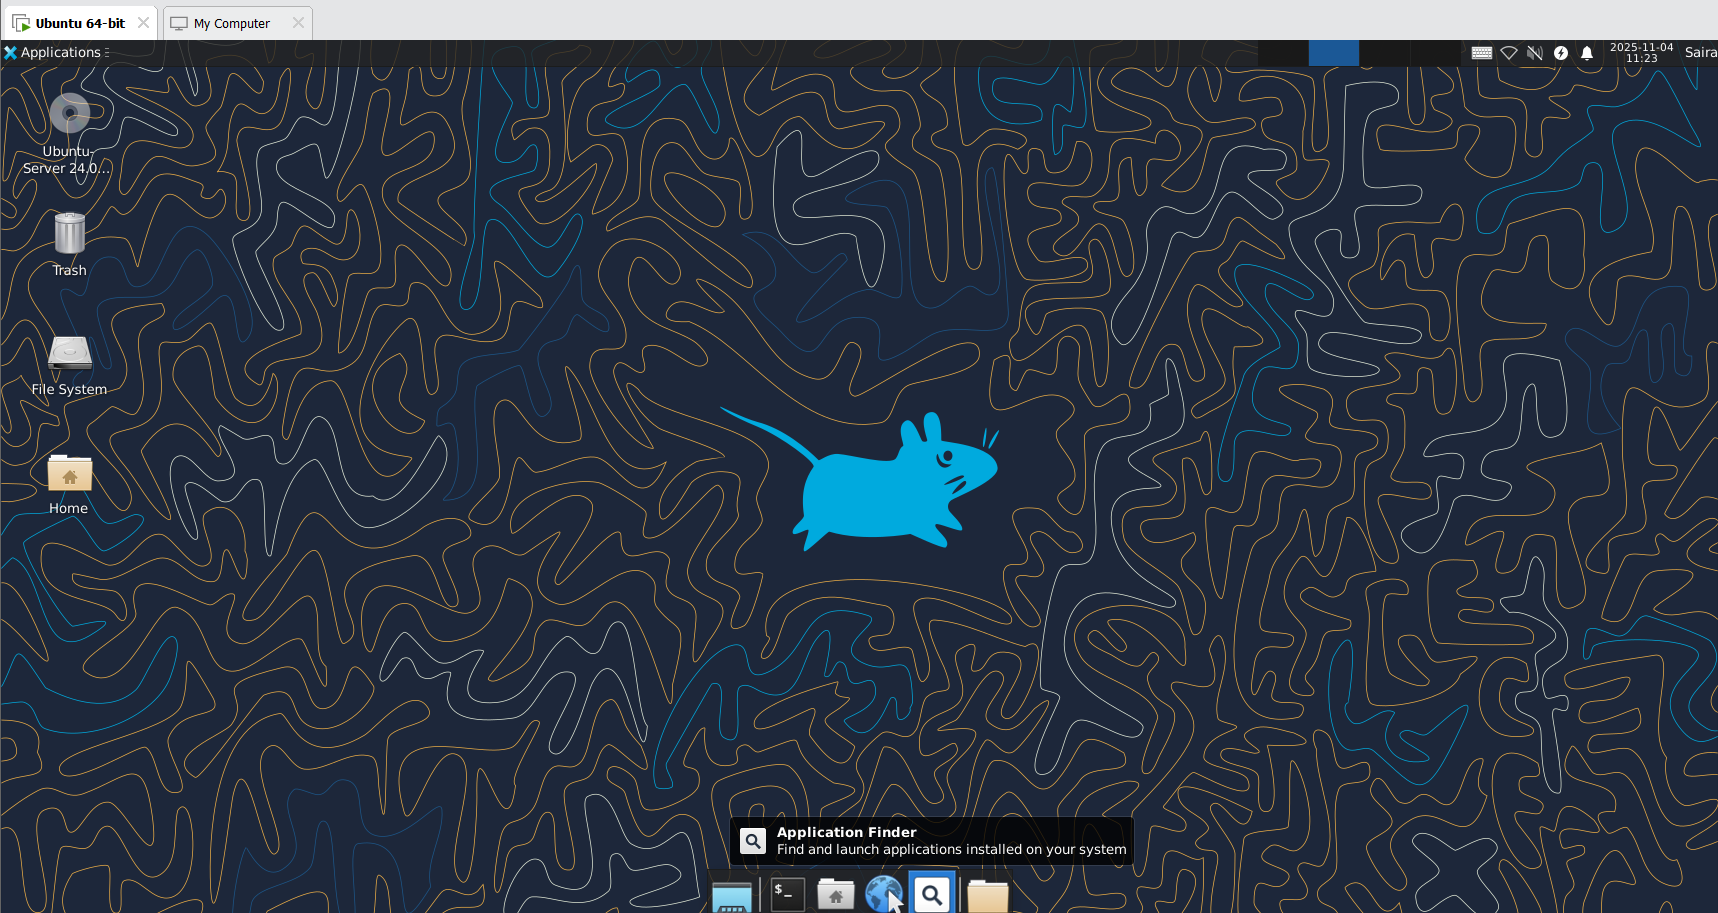 Ubuntu 64-bit
My Computer
Applications
2025-11-04
11:23
Saira
Ubuntu-
Server 24.0...
Trash
File System
Home
Application Finder
Find and launch applications installed on your system
$_